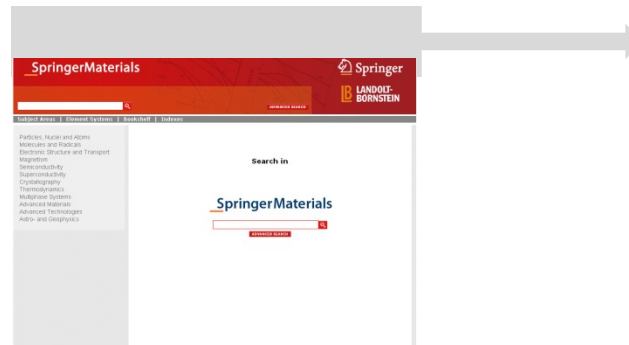 SpringerMaterials
Springer
LANDOLT-
BÖRNSTEIN
ADVANCED SEARCH
Subject Areas | Element Systems | Bookshelf | Indexes
Particles, Nuclei and Atoms
Molecules and Radicals
Electronic Structure and Transport
Magnetism
Semiconductivity
Superconductivity
Crystallography
Thermodynamics
Multiphase Systems
Advanced Materials
Advanced Technologies
Astro- and Geophysics
Search in
SpringerMaterials
ADVANCED SEARCH